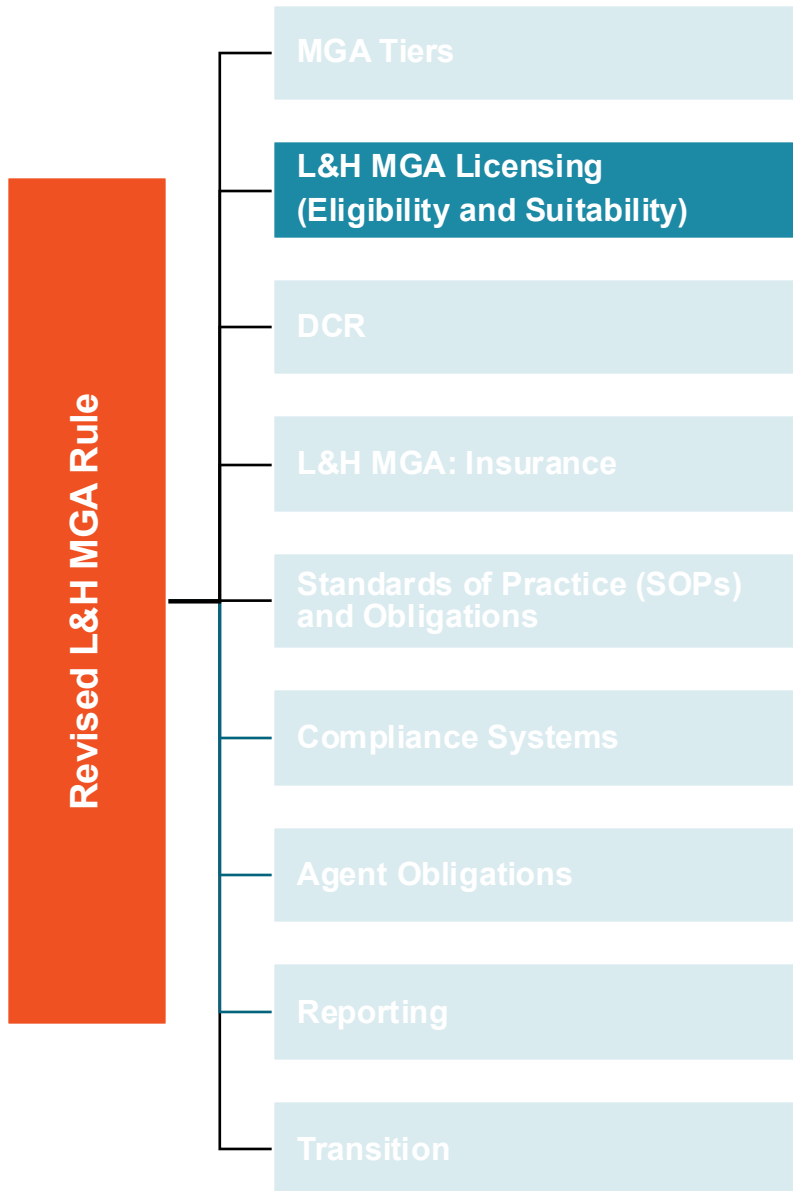 Revised L&H MGA Rule
MGA Tiers
L&H MGA Licensing
(Eligibility and Suitability)
DCR
L&H MGA: Insurance
Standards of Practice (SOPs)
and Obligations
Compliance Systems
Agent Obligations
Reporting
Transition